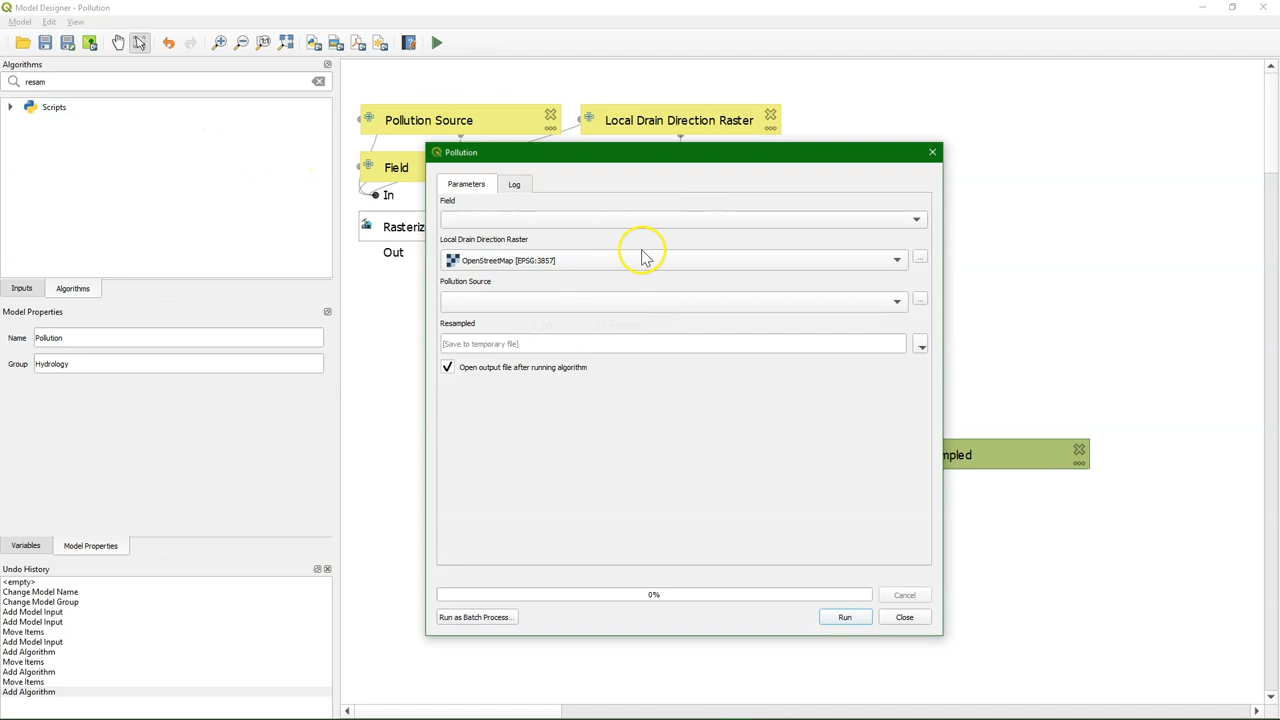 Model Designer - Pollution
Model Edit View
Algorithms
resam
Scripts
Inputs Algorithms
Model Properties
Name Pollution
Group Hydrology
Variables Model Properties
Undo History
<empty>
Change Model Name
Change Model Group
Add Model Input
Add Model Input
Move Items
Add Model Input
Add Algorithm
Move Items
Add Algorithm
Move Items
Add Algorithm
Pollution Source
Local Drain Direction Raster
Field
In
Rasteriz
Out
mpled
Pollution
Parameters Log
Field
Local Drain Direction Raster
OpenStreetMap [EPSG:3857]
...
Pollution Source
...
Resampled
[Save to temporary file]
Open output file after running algorithm
0%
Cancel
Run as Batch Process...
Run
Close